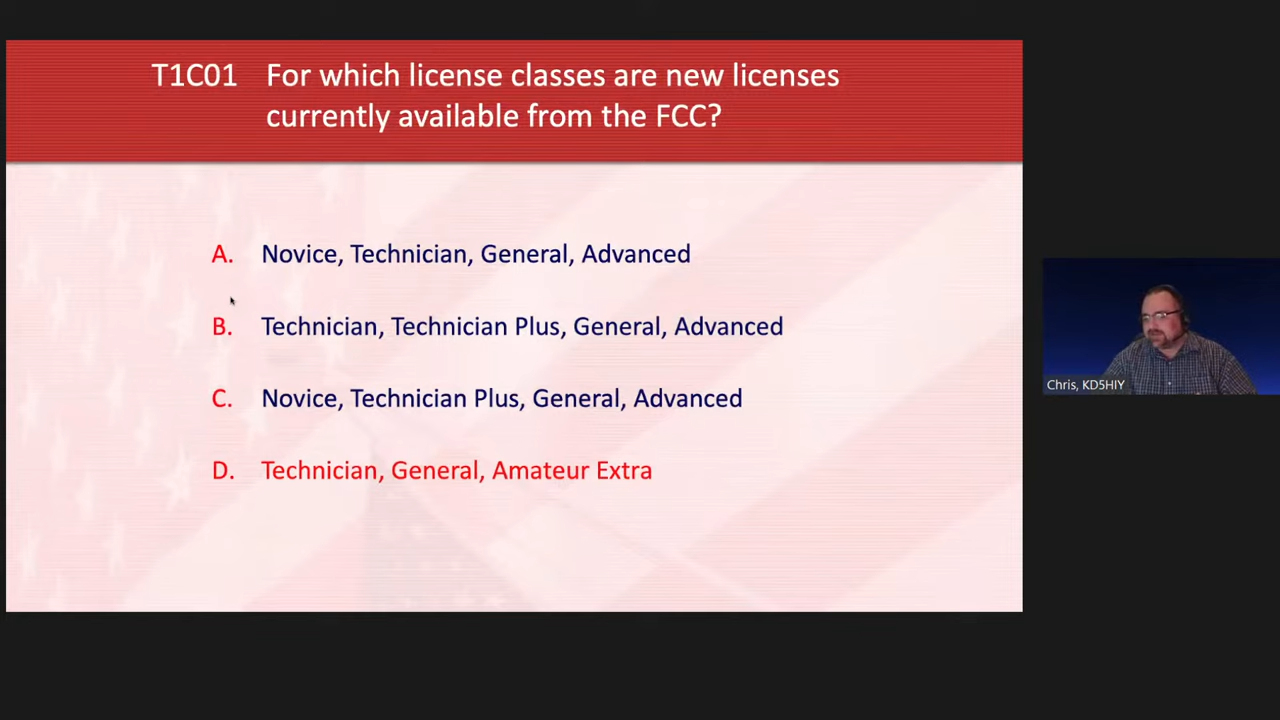 T1C01 For which license classes are new licenses
currently available from the FCC?
A. Novice, Technician, General, Advanced
B. Technician, Technician Plus, General, Advanced
C. Novice, Technician Plus, General, Advanced
D. Technician, General, Amateur Extra
Chris, KD5HIY